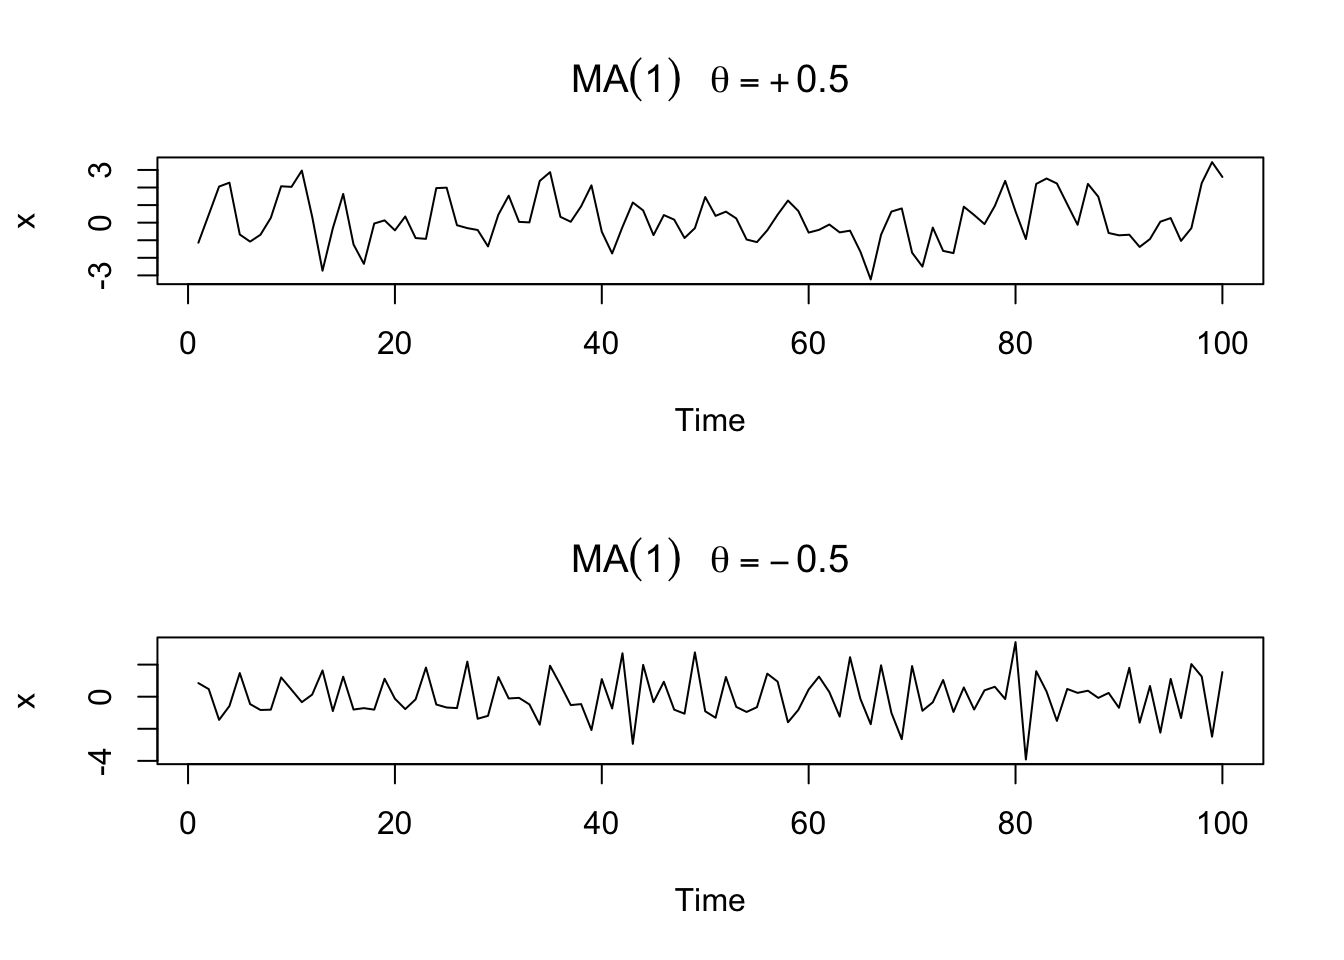 MA(1) θ = + 0.5
x
3
0
-3
0 20 40 60 80 100
Time
MA(1) θ = − 0.5
x
0
-4
0 20 40 60 80 100
Time